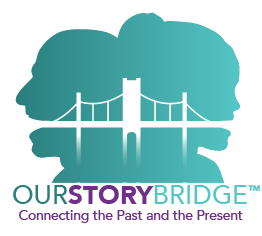 OURSTORYBRIDGE™
Connecting the Past and the Present